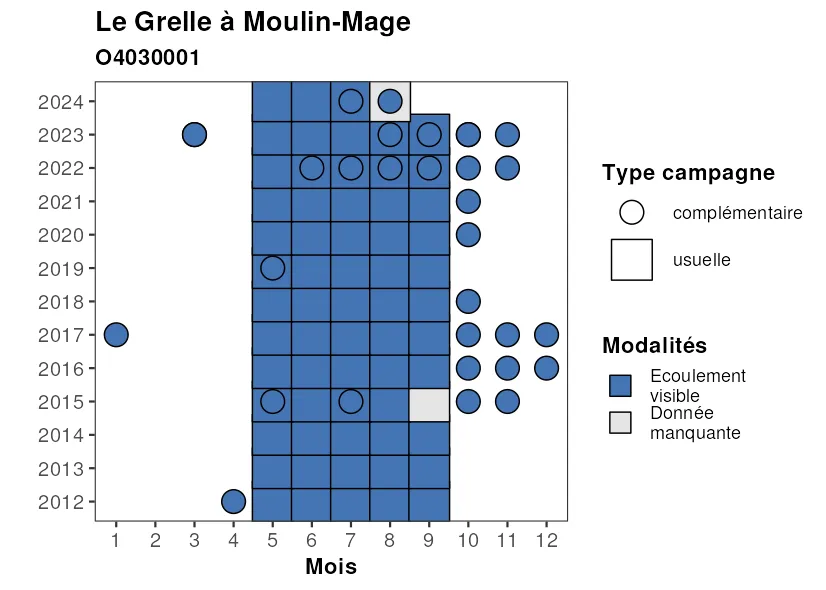 Le Grelle à Moulin-Mage
O4030001
2024
2023
2022
2021
2020
2019
2018
2017
2016
2015
2014
2013
2012
1 2 3 4 5 6 7 8 9 10 11 12
Mois
Type campagne
complémentaire
usuelle
Modalités
Ecoulement
visible
Donnée
manquante